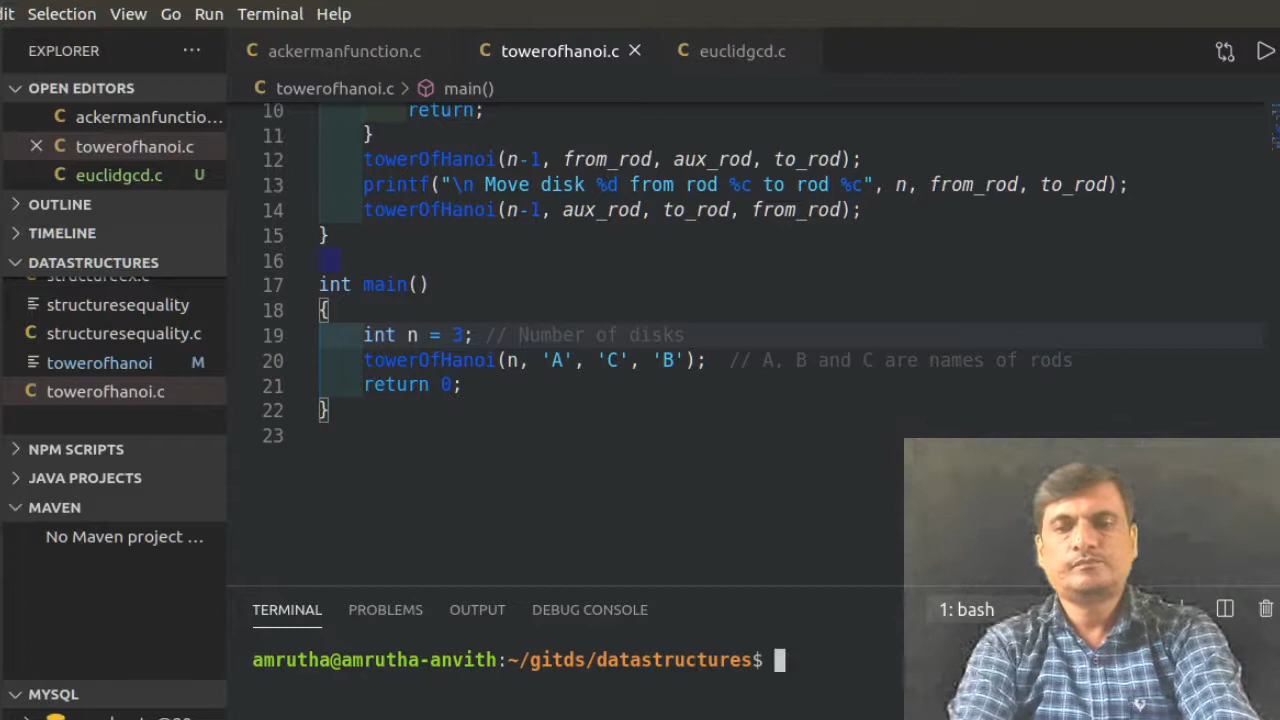 dit Selection View Go Run Terminal Help
EXPLORER ...
ackermanfunction.c
towerofhanoi.c
euclidgcd.c
OPEN EDITORS
towerofhanoi.c > main()
ackermanfunctio...
towerofhanoi.c
euclidgcd.c U
OUTLINE
TIMELINE
DATASTRUCTURES
structuresequality
structuresequality.c
towerofhanoi M
towerofhanoi.c
NPM SCRIPTS
JAVA PROJECTS
MAVEN
No Maven project ...
MYSQL
10 return;
11 }
12 towerOfHanoi(n-1, from_rod, aux_rod, to_rod);
13 printf("\n Move disk %d from rod %c to rod %c", n, from_rod, to_rod);
14 towerOfHanoi(n-1, aux_rod, to_rod, from_rod);
15 }
16
17 int main()
18 {
19 int n = 3; // Number of disks
20 towerOfHanoi(n, 'A', 'C', 'B'); // A, B and C are names of rods
21 return 0;
22 }
23
TERMINAL PROBLEMS OUTPUT DEBUG CONSOLE
1: bash
amrutha@amrutha-anvith:~/gitds/datastructures$